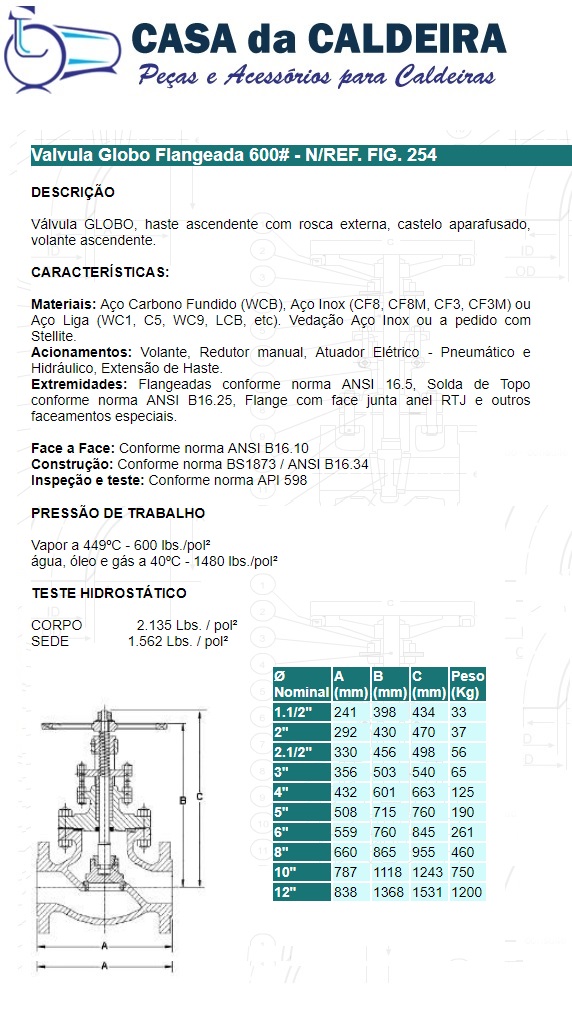 CASA da CALDEIRA
Peças e Acessórios para Caldeiras
Valvula Globo Flangeada 600# - N/REF. FIG. 254
DESCRIÇÃO
Válvula GLOBO, haste ascendente com rosca externa, castelo aparafusado,
volante ascendente.
CARACTERÍSTICAS:
Materiais: Aço Carbono Fundido (WCB), Aço Inox (CF8, CF8M, CF3, CF3M) ou
Aço Liga (WC1, C5, WC9, LCB, etc). Vedação Aço Inox ou a pedido com
Stellite.
Acionamentos: Volante, Redutor manual, Atuador Elétrico - Pneumático e
Hidráulico, Extensão de Haste.
Extremidades: Flangeadas conforme norma ANSI 16.5, Solda de Topo
conforme norma ANSI B16.25, Flange com face junta anel RTJ e outros
faceamentos especiais.
Face a Face: Conforme norma ANSI B16.10
Construção: Conforme norma BS1873 / ANSI B16.34
Inspeção e teste: Conforme norma API 598
PRESSÃO DE TRABALHO
Vapor a 449ºC - 600 lbs./pol²
água, óleo e gás a 40ºC - 1480 lbs./pol²
TESTE HIDROSTÁTICO
CORPO 2.135 Lbs. / pol²
SEDE 1.562 Lbs. / pol²
Ø Nominal A (mm) B (mm) C (mm) Peso (Kg)
1.1/2" 241 398 434 33
2" 292 430 470 37
2.1/2" 330 456 498 56
3" 356 503 540 65
4" 432 601 663 125
5" 508 715 760 190
6" 559 760 845 261
8" 660 865 955 460
10" 787 1118 1243 750
12" 838 1368 1531 1200
B
C
A
A